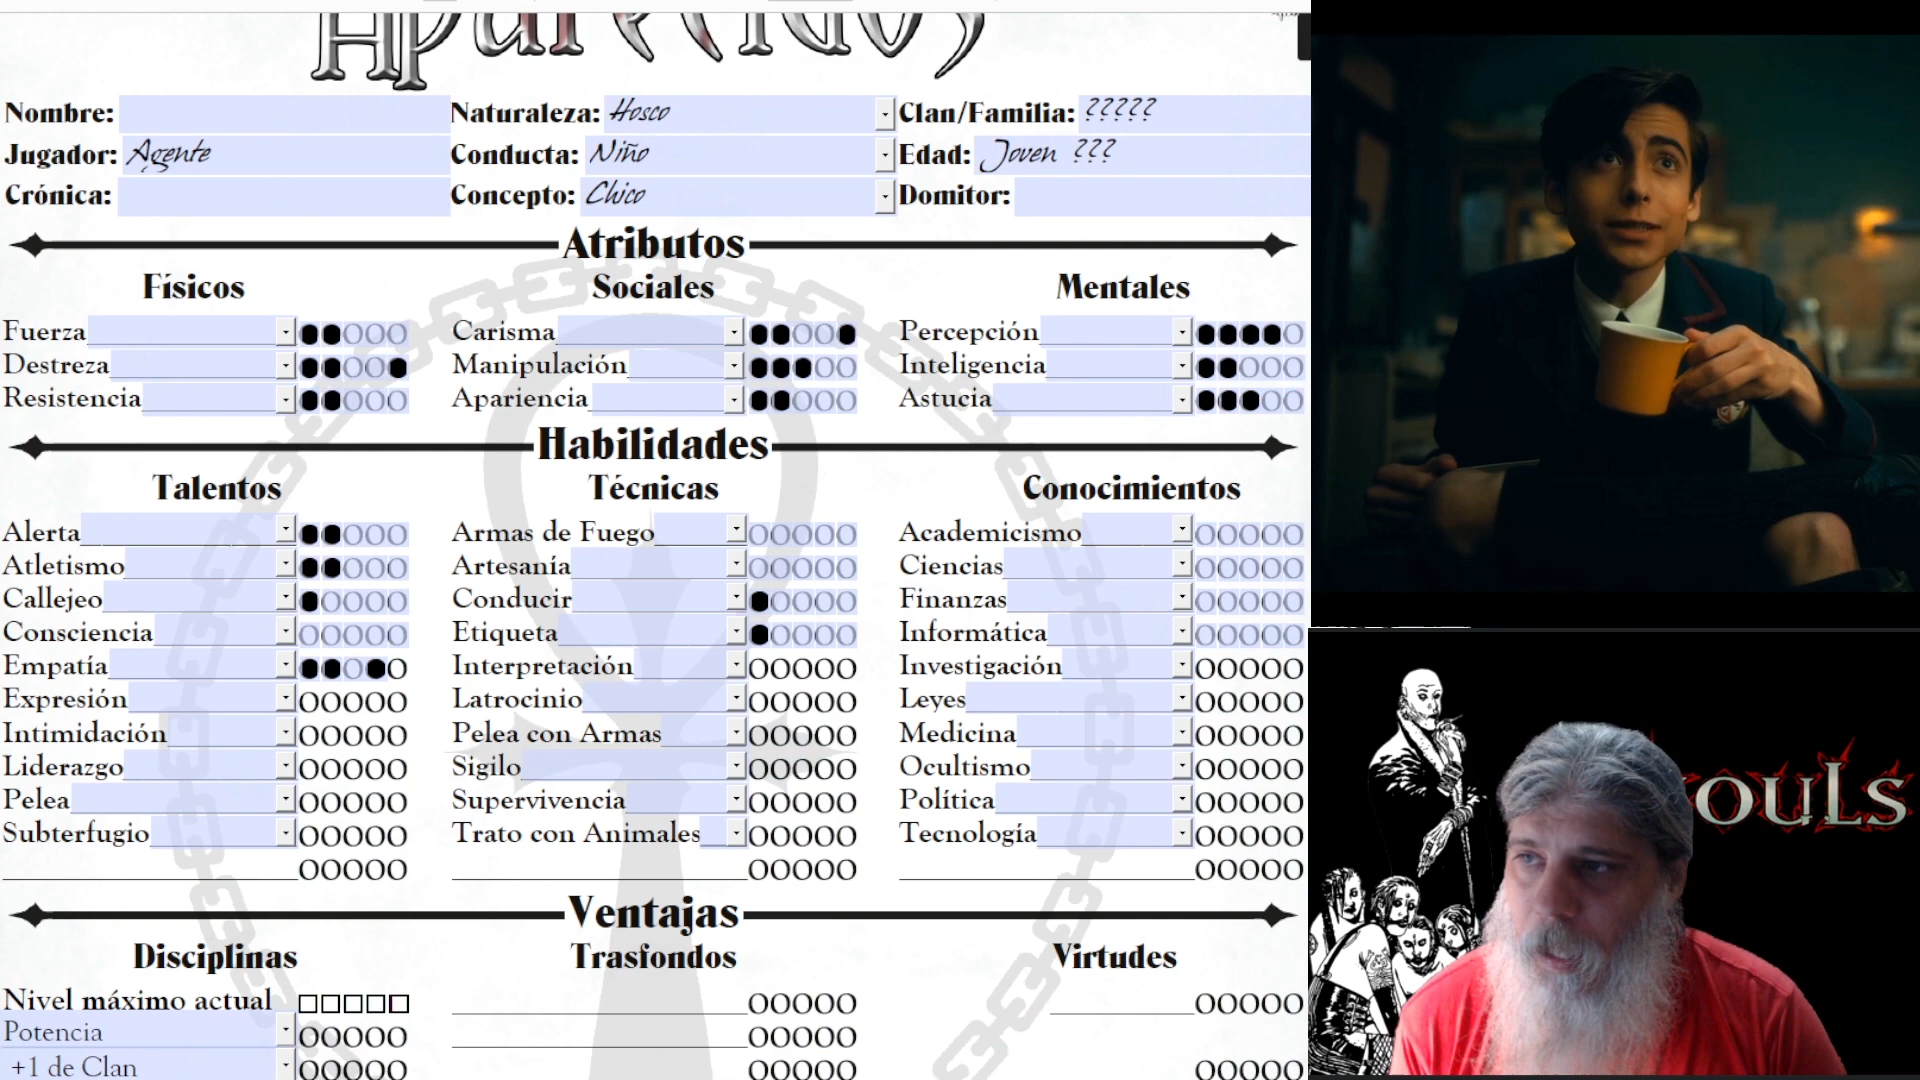 Aparecidos
Nombre: Naturaleza: Hosco Clan/Familia: ?????
Jugador: Agente Conducta: Niño Edad: Joven ???
Crónica: Concepto: Chico Domitor:
Atributos
Físicos Sociales Mentales
Fuerza Carisma Percepción
Destreza Manipulación Inteligencia
Resistencia Apariencia Astucia
Habilidades
Talentos Técnicas Conocimientos
Alerta Armas de Fuego Academicismo
Atletismo Artesanía Ciencias
Callejeo Conducir Finanzas
Consciencia Etiqueta Informática
Empatía Interpretación Investigación
Expresión Latrocinio Leyes
Intimidación Pelea con Armas Medicina
Liderazgo Sigilo Ocultismo
Pelea Supervivencia Política
Subterfugio Trato con Animales Tecnología
Ventajas
Disciplinas Trasfondos Virtudes
Nivel máximo actual
Potencia
+1 de Clan
ouls